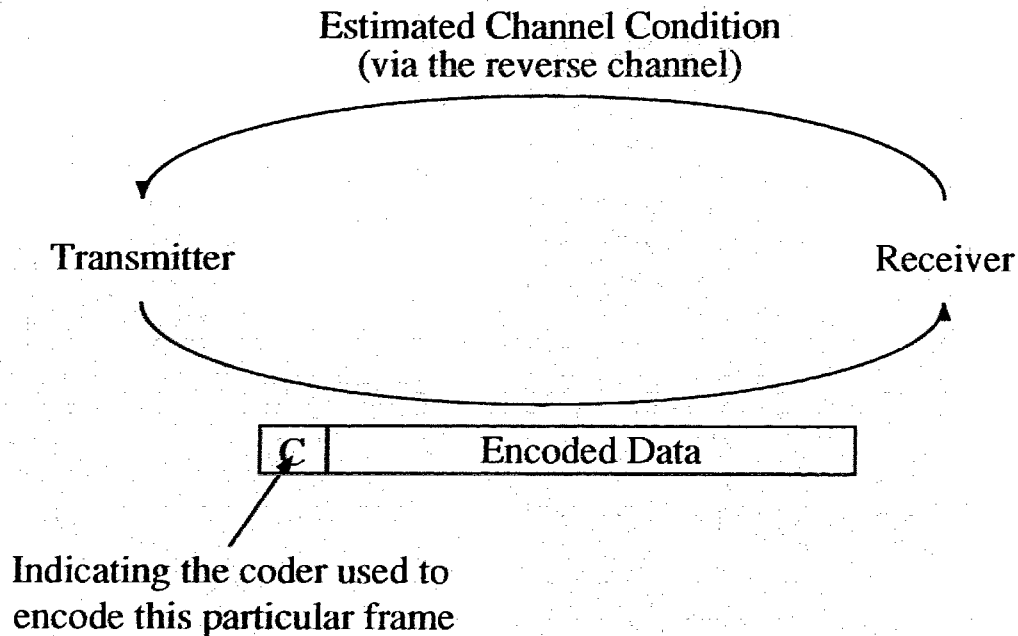 Estimated Channel Condition
(via the reverse channel)
Transmitter
Receiver
C
Encoded Data
Indicating the coder used to
encode this particular frame